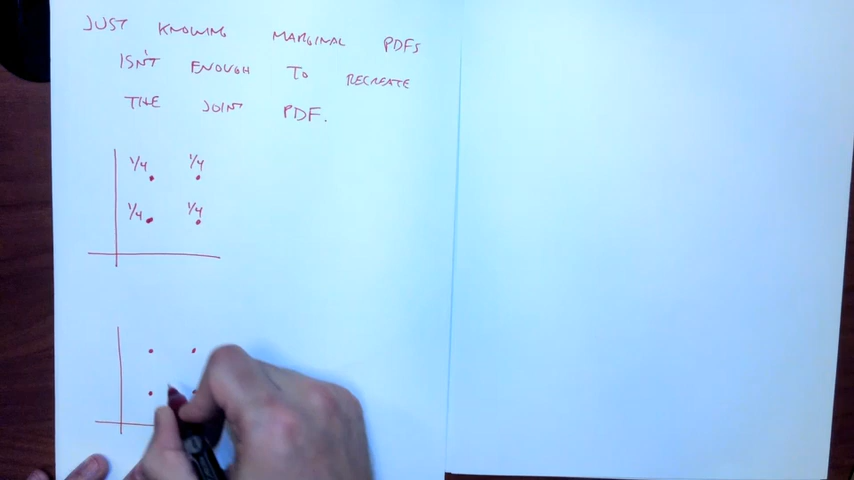 JUST KNOWING MARGINAL PDFS
ISN'T ENOUGH TO RECREATE
THE JOINT PDF.
1/4 1/4
1/4 1/4